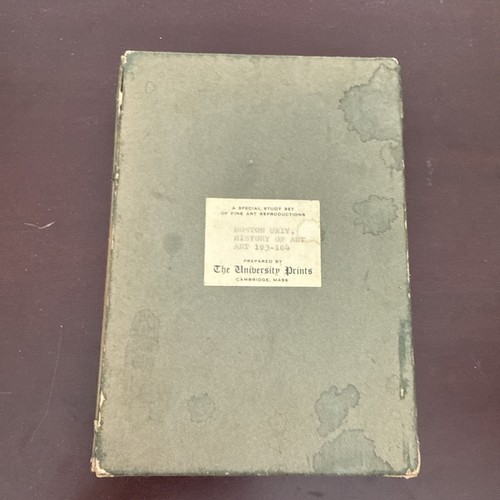 A SPECIAL STUDY SET
OF FINE ART REPRODUCTIONS
BOSTON UNIV.
HISTORY OF ART
ART 103-104
PREPARED BY
The University Prints
CAMBRIDGE, MASS